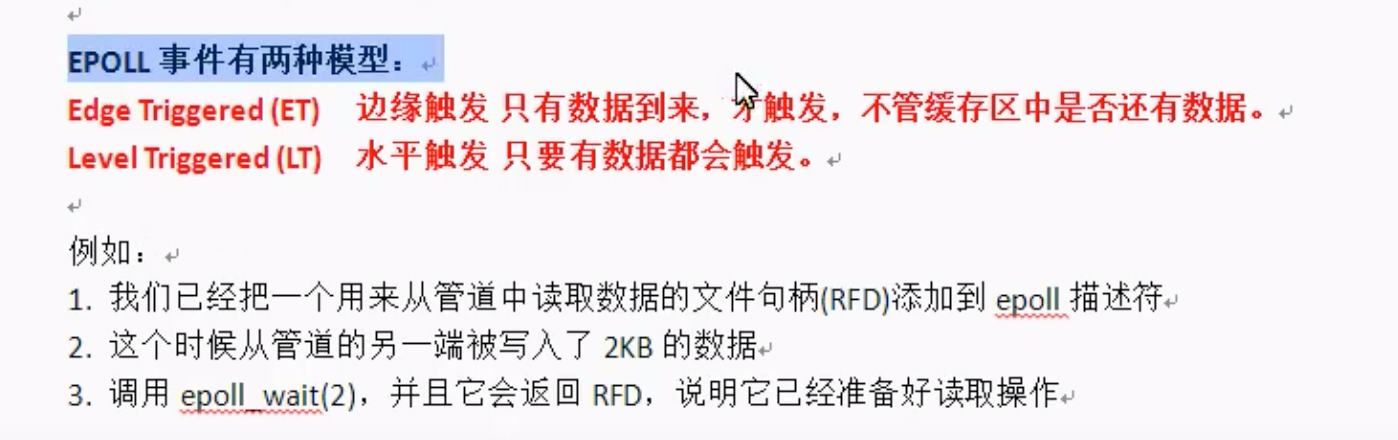 EPOLL 事件有两种模型：
Edge Triggered (ET) 边缘触发 只有数据到来，才触发，不管缓存区中是否还有数据。
Level Triggered (LT) 水平触发 只要有数据都会触发。
例如：
1. 我们已经把一个用来从管道中读取数据的文件句柄(RFD)添加到 epoll 描述符
2. 这个时候从管道的另一端被写入了 2KB 的数据
3. 调用 epoll_wait(2)，并且它会返回 RFD，说明它已经准备好读取操作